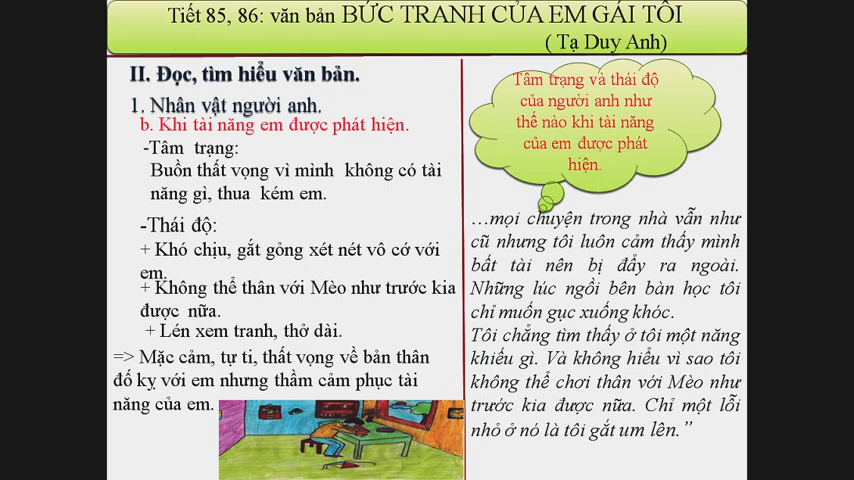 Tiết 85, 86: văn bản BỨC TRANH CỦA EM GÁI TÔI
( Tạ Duy Anh)
II. Đọc, tìm hiểu văn bản.
1. Nhân vật người anh.
b. Khi tài năng em được phát hiện.
-Tâm trạng:
Buồn thất vọng vì mình không có tài
năng gì, thua kém em.
-Thái độ:
+ Khó chịu, gắt gỏng xét nét vô cớ với
em.
+ Không thể thân với Mèo như trước kia
được nữa.
+ Lén xem tranh, thở dài.
=> Mặc cảm, tự ti, thất vọng về bản thân
đố kỵ với em nhưng thầm cảm phục tài
năng của em.
Tâm trạng và thái độ
của người anh như
thế nào khi tài năng
của em được phát
hiện.
…mọi chuyện trong nhà vẫn như
cũ nhưng tôi luôn cảm thấy mình
bất tài nên bị đẩy ra ngoài.
Những lúc ngồi bên bàn học tôi
chỉ muốn gục xuống khóc.
Tôi chẳng tìm thấy ở tôi một năng
khiếu gì. Và không hiểu vì sao tôi
không thể chơi thân với Mèo như
trước kia được nữa. Chỉ một lỗi
nhỏ ở nó là tôi gắt um lên.”